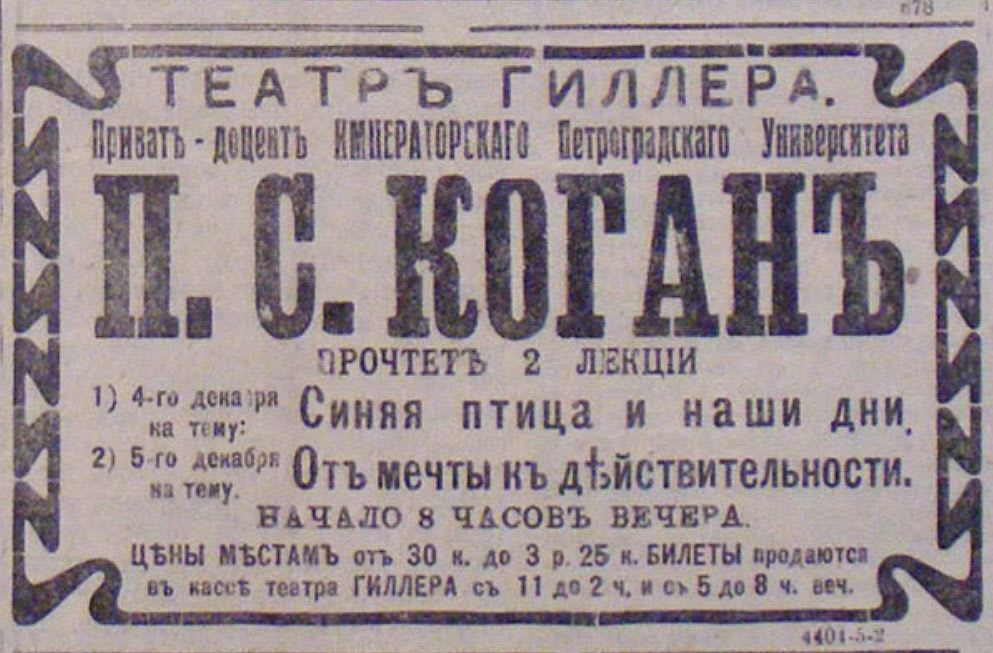 678
ТЕАТРЪ ГИЛЛЕРА.
Приватъ-доцентъ ИМПЕРАТОРСКАГО Петроградскаго Университета
П. С. КОГАНЪ
ПРОЧТЕТЪ 2 ЛЕКЦІИ
1) 4-го декабря на тему: Синяя птица и наши дни.
2) 5-го декабря на тему. Отъ мечты къ дѣйствительности.
НАЧАЛО 8 ЧАСОВЪ ВЕЧЕРА.
ЦѢНЫ МѢСТАМЪ отъ 30 к. до 3 р. 25 к. БИЛЕТЫ продаются
въ кассѣ театра ГИЛЛЕРА съ 11 до 2 ч, и съ 5 до 8 ч. веч.
4401-5-2